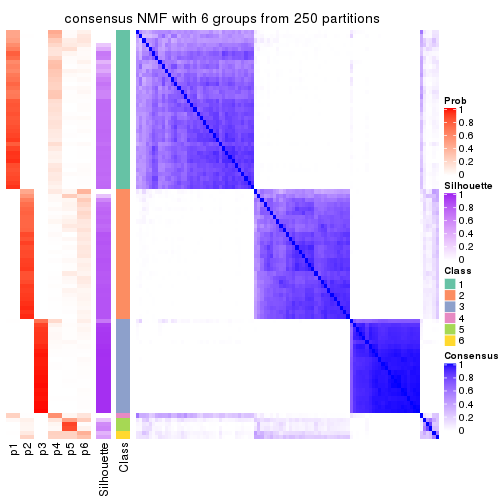 consensus NMF with 6 groups from 250 partitions
Prob
1
0.8
0.6
0.4
0.2
0
Silhouette
1
0.8
0.6
0.4
0.2
0
Class
1
2
3
4
5
6
Consensus
1
0.8
0.6
0.4
0.2
0
p1
p2
p3
p4
p5
p6
Silhouette
Class